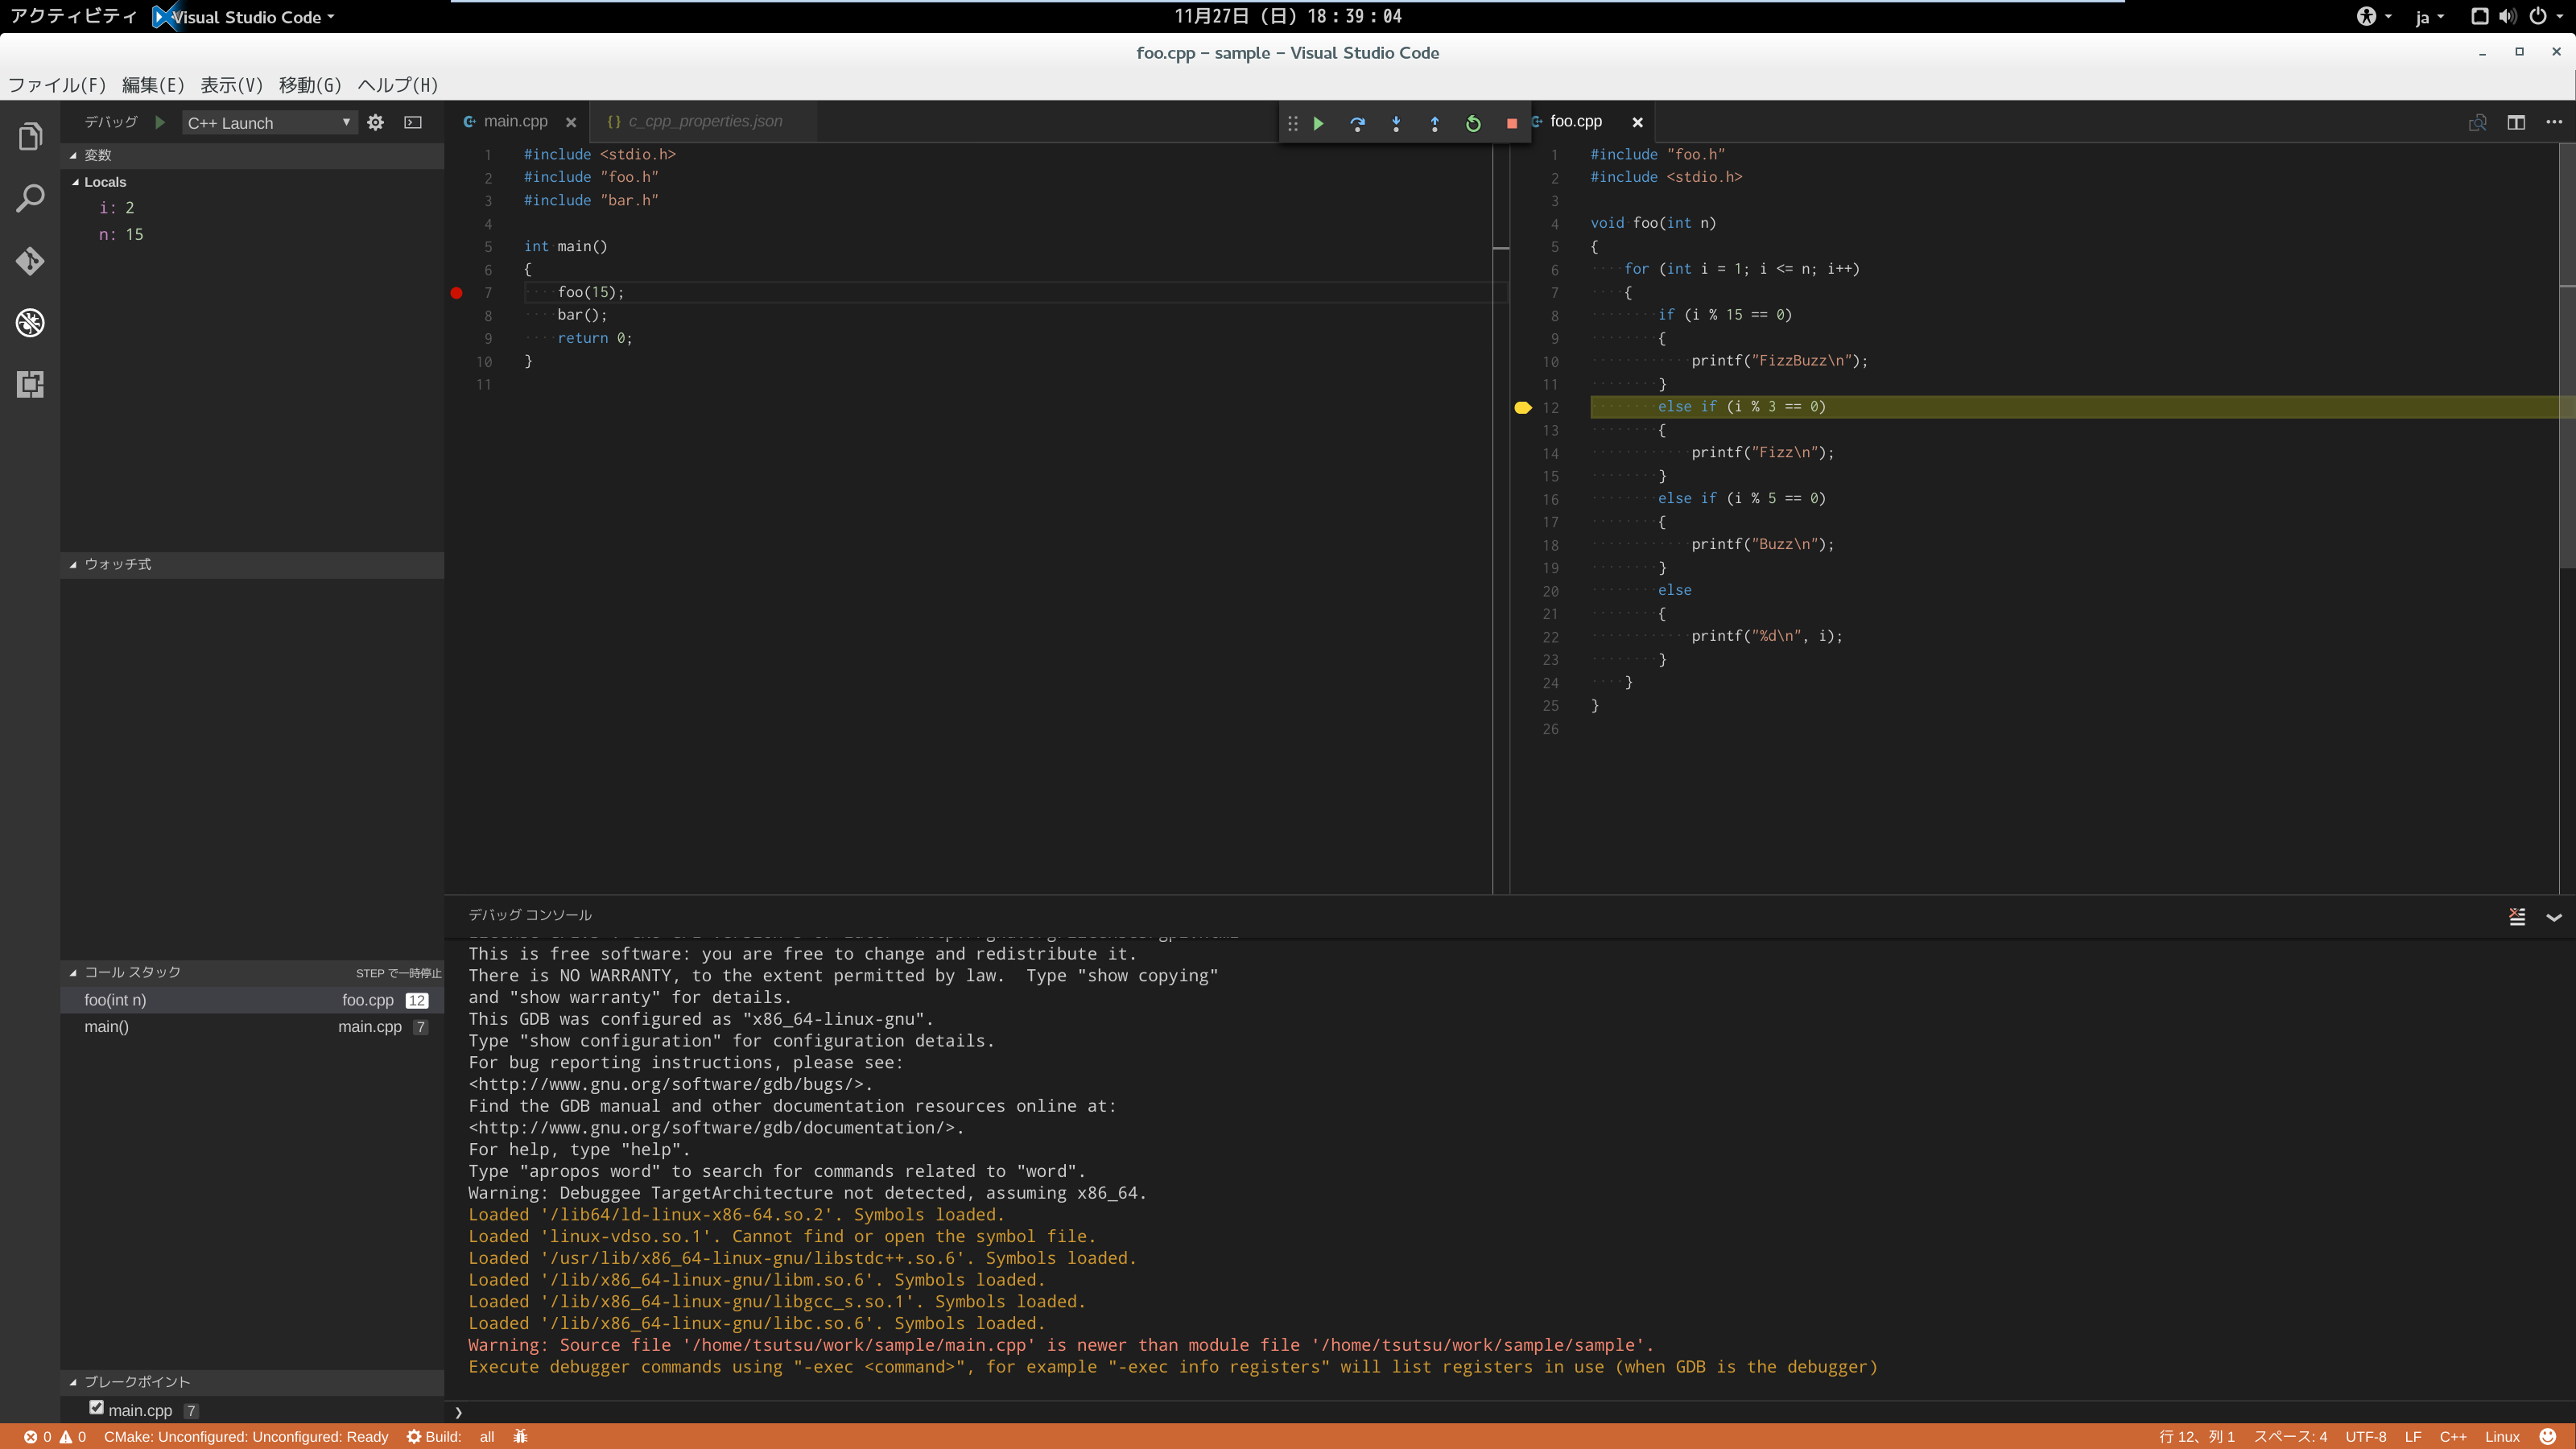 アクティビティ Visual Studio Code 11月27日 (日) 18：39：04 ja
foo.cpp – sample – Visual Studio Code
ファイル(F) 編集(E) 表示(V) 移動(G) ヘルプ(H)
デバッグ C++ Launch
変数
Locals
i: 2
n: 15
ウォッチ式
コール スタック STEP で一時停止
foo(int n) foo.cpp 12
main() main.cpp 7
ブレークポイント
main.cpp 7
main.cpp c_cpp_properties.json
1 #include <stdio.h>
2 #include "foo.h"
3 #include "bar.h"
4
5 int main()
6 {
7 ····foo(15);
8 ····bar();
9 ····return 0;
10 }
11
foo.cpp
1 #include "foo.h"
2 #include <stdio.h>
3
4 void foo(int n)
5 {
6 ····for (int i = 1; i <= n; i++)
7 ····{
8 ········if (i % 15 == 0)
9 ········{
10 ············printf("FizzBuzz\n");
11 ········}
12 ········else if (i % 3 == 0)
13 ········{
14 ············printf("Fizz\n");
15 ········}
16 ········else if (i % 5 == 0)
17 ········{
18 ············printf("Buzz\n");
19 ········}
20 ········else
21 ········{
22 ············printf("%d\n", i);
23 ········}
24 ····}
25 }
26
デバッグ コンソール
This is free software: you are free to change and redistribute it.
There is NO WARRANTY, to the extent permitted by law.  Type "show copying"
and "show warranty" for details.
This GDB was configured as "x86_64-linux-gnu".
Type "show configuration" for configuration details.
For bug reporting instructions, please see:
<http://www.gnu.org/software/gdb/bugs/>.
Find the GDB manual and other documentation resources online at:
<http://www.gnu.org/software/gdb/documentation/>.
For help, type "help".
Type "apropos word" to search for commands related to "word".
Warning: Debuggee TargetArchitecture not detected, assuming x86_64.
Loaded '/lib64/ld-linux-x86-64.so.2'. Symbols loaded.
Loaded 'linux-vdso.so.1'. Cannot find or open the symbol file.
Loaded '/usr/lib/x86_64-linux-gnu/libstdc++.so.6'. Symbols loaded.
Loaded '/lib/x86_64-linux-gnu/libm.so.6'. Symbols loaded.
Loaded '/lib/x86_64-linux-gnu/libgcc_s.so.1'. Symbols loaded.
Loaded '/lib/x86_64-linux-gnu/libc.so.6'. Symbols loaded.
Warning: Source file '/home/tsutsu/work/sample/main.cpp' is newer than module file '/home/tsutsu/work/sample/sample'.
Execute debugger commands using "-exec <command>", for example "-exec info registers" will list registers in use (when GDB is the debugger)
❯
0 0 CMake: Unconfigured: Unconfigured: Ready Build: all 行 12、列 1 スペース: 4 UTF-8 LF C++ Linux